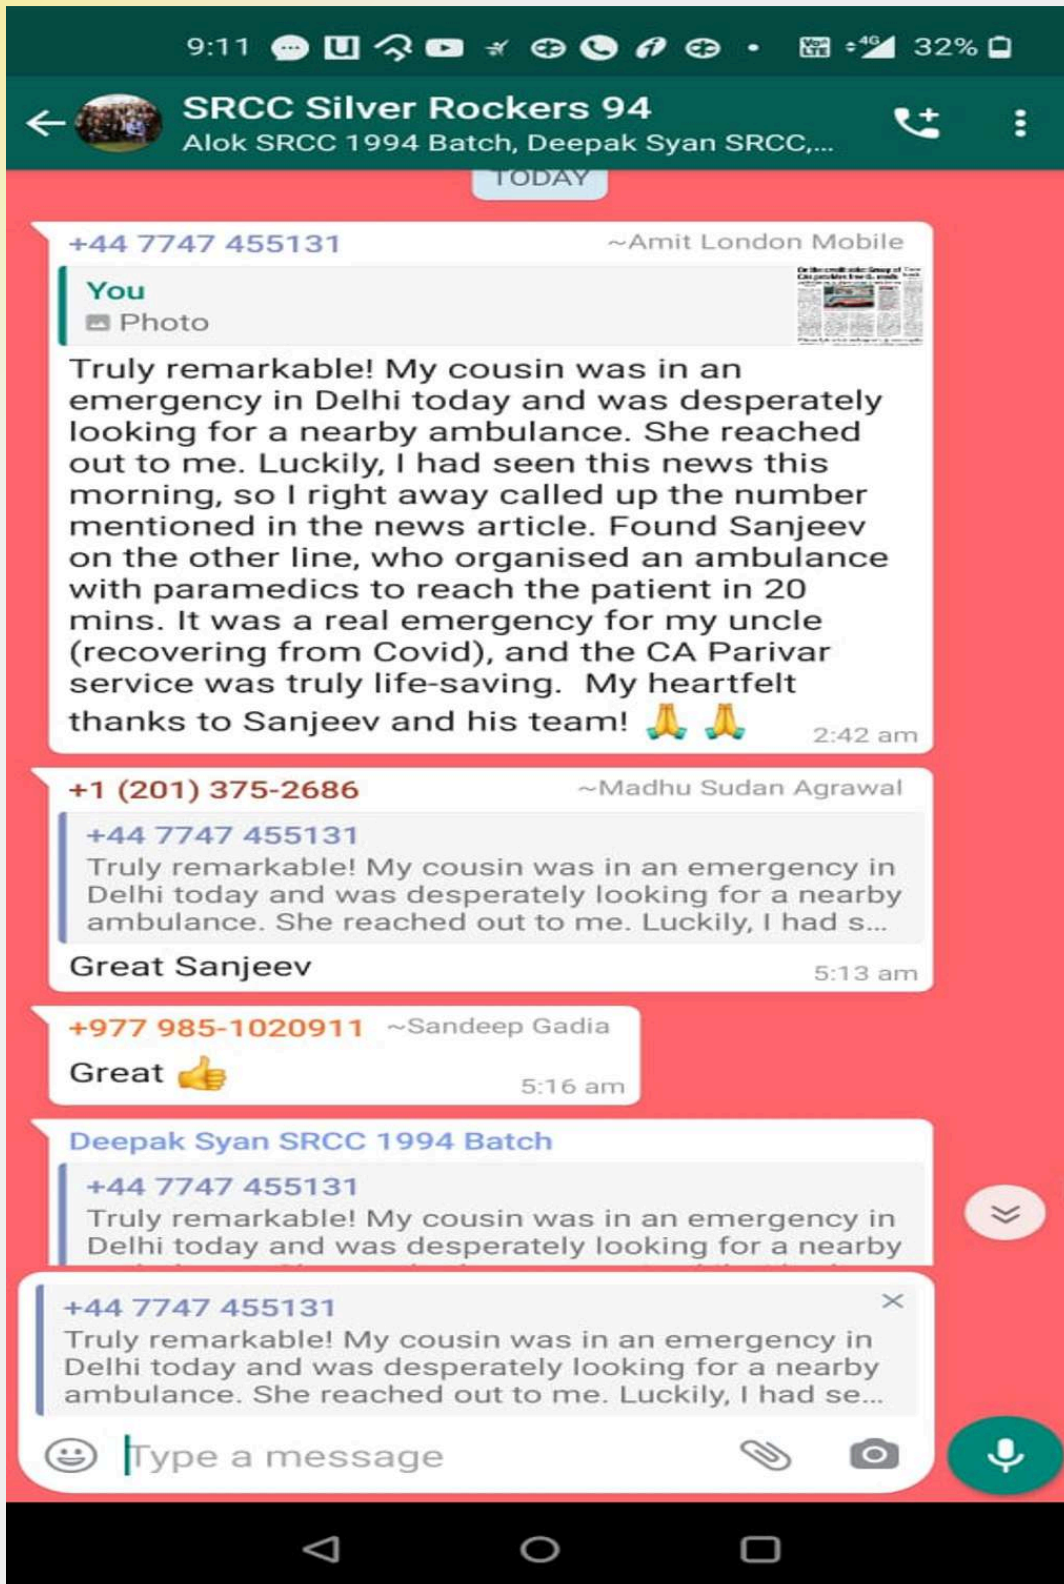 9:11
VoD LTE 4G 32%
SRCC Silver Rockers 94
Alok SRCC 1994 Batch, Deepak Syan SRCC,...
TODAY
+44 7747 455131 ~Amit London Mobile
You
Photo
Truly remarkable! My cousin was in an
emergency in Delhi today and was desperately
looking for a nearby ambulance. She reached
out to me. Luckily, I had seen this news this
morning, so I right away called up the number
mentioned in the news article. Found Sanjeev
on the other line, who organised an ambulance
with paramedics to reach the patient in 20
mins. It was a real emergency for my uncle
(recovering from Covid), and the CA Parivar
service was truly life-saving. My heartfelt
thanks to Sanjeev and his team! 🙏 🙏
2:42 am
+1 (201) 375-2686 ~Madhu Sudan Agrawal
+44 7747 455131
Truly remarkable! My cousin was in an emergency in
Delhi today and was desperately looking for a nearby
ambulance. She reached out to me. Luckily, I had s...
Great Sanjeev
5:13 am
+977 985-1020911 ~Sandeep Gadia
Great 👍
5:16 am
Deepak Syan SRCC 1994 Batch
+44 7747 455131
Truly remarkable! My cousin was in an emergency in
Delhi today and was desperately looking for a nearby
+44 7747 455131
Truly remarkable! My cousin was in an emergency in
Delhi today and was desperately looking for a nearby
ambulance. She reached out to me. Luckily, I had se...
Type a message